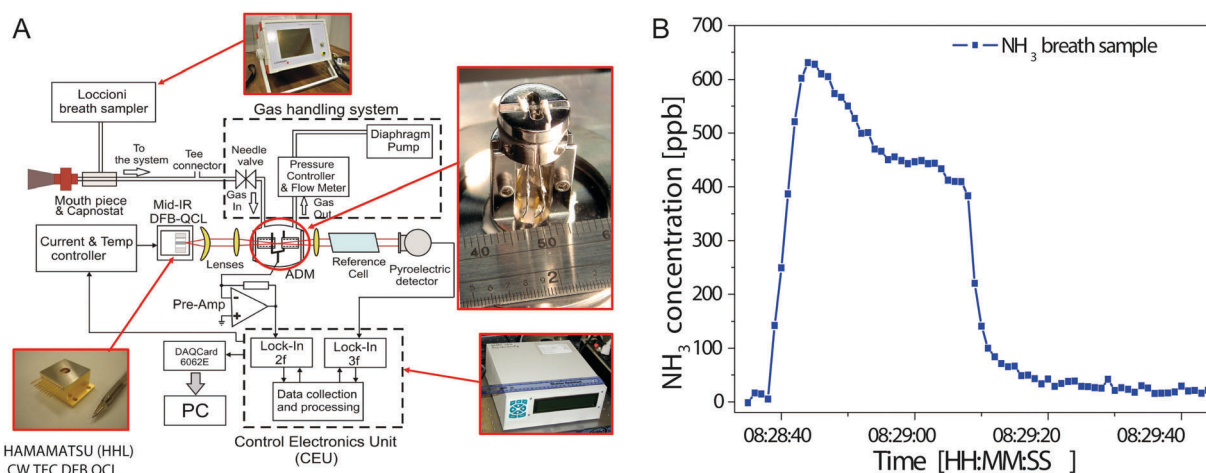 A
Loccioni
breath sampler
Gas handling system
Diaphragm
Pump
To
the system
Tee
connector
Needle
valve
Pressure
Controller
& Flow Meter
Gas
In
Gas
Out
Mouth piece
& Capnostat
Mid-IR
DFB-QCL
Current & Temp
controller
Lenses
ADM
Reference
Cell
Pyroelectric
detector
Pre-Amp
-
+
DAQCard
6062E
PC
Lock-In
2f
Lock-In
3f
Data collection
and processing
Control Electronics Unit
(CEU)
HAMAMATSU (HHL)
CW TEC DFB QCL
40
50
6
2
B
NH3 breath sample
NH3 concentration [ppb]
700
600
500
400
300
200
100
0
08:28:40
08:29:00
08:29:20
08:29:40
Time [HH:MM:SS]